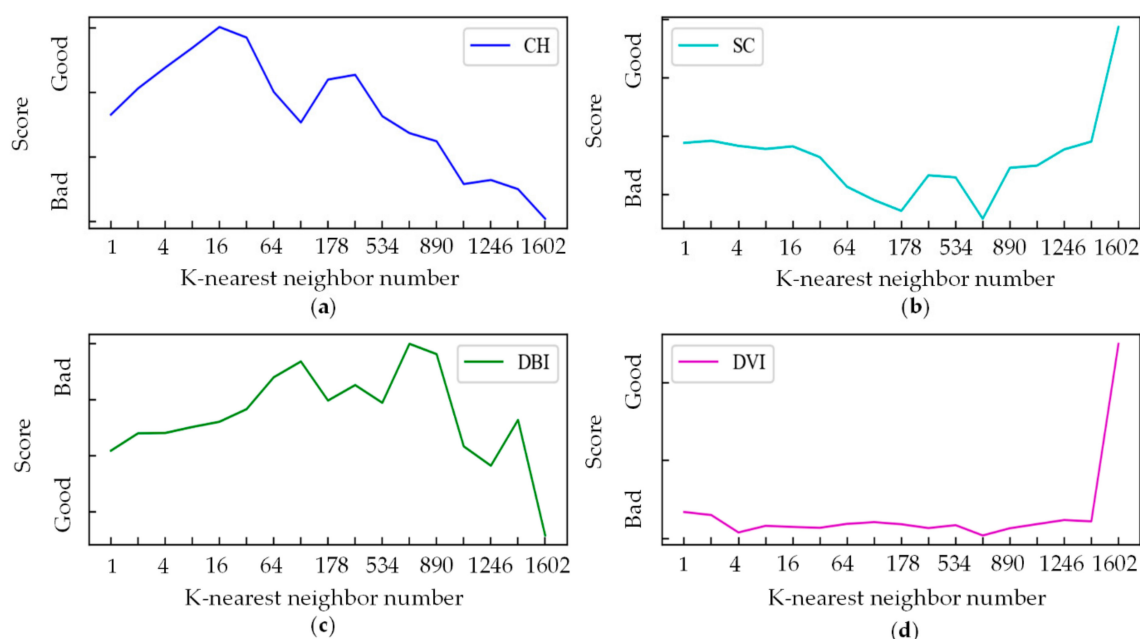 Good
CH
Score
Bad
1 4 16 64 178 534 890 1246 1602
K-nearest neighbor number
(a)
Good
SC
Score
Bad
1 4 16 64 178 534 890 1246 1602
K-nearest neighbor number
(b)
Bad
DBI
Score
Good
1 4 16 64 178 534 890 1246 1602
K-nearest neighbor number
(c)
Good
DVI
Score
Bad
1 4 16 64 178 534 890 1246 1602
K-nearest neighbor number
(d)